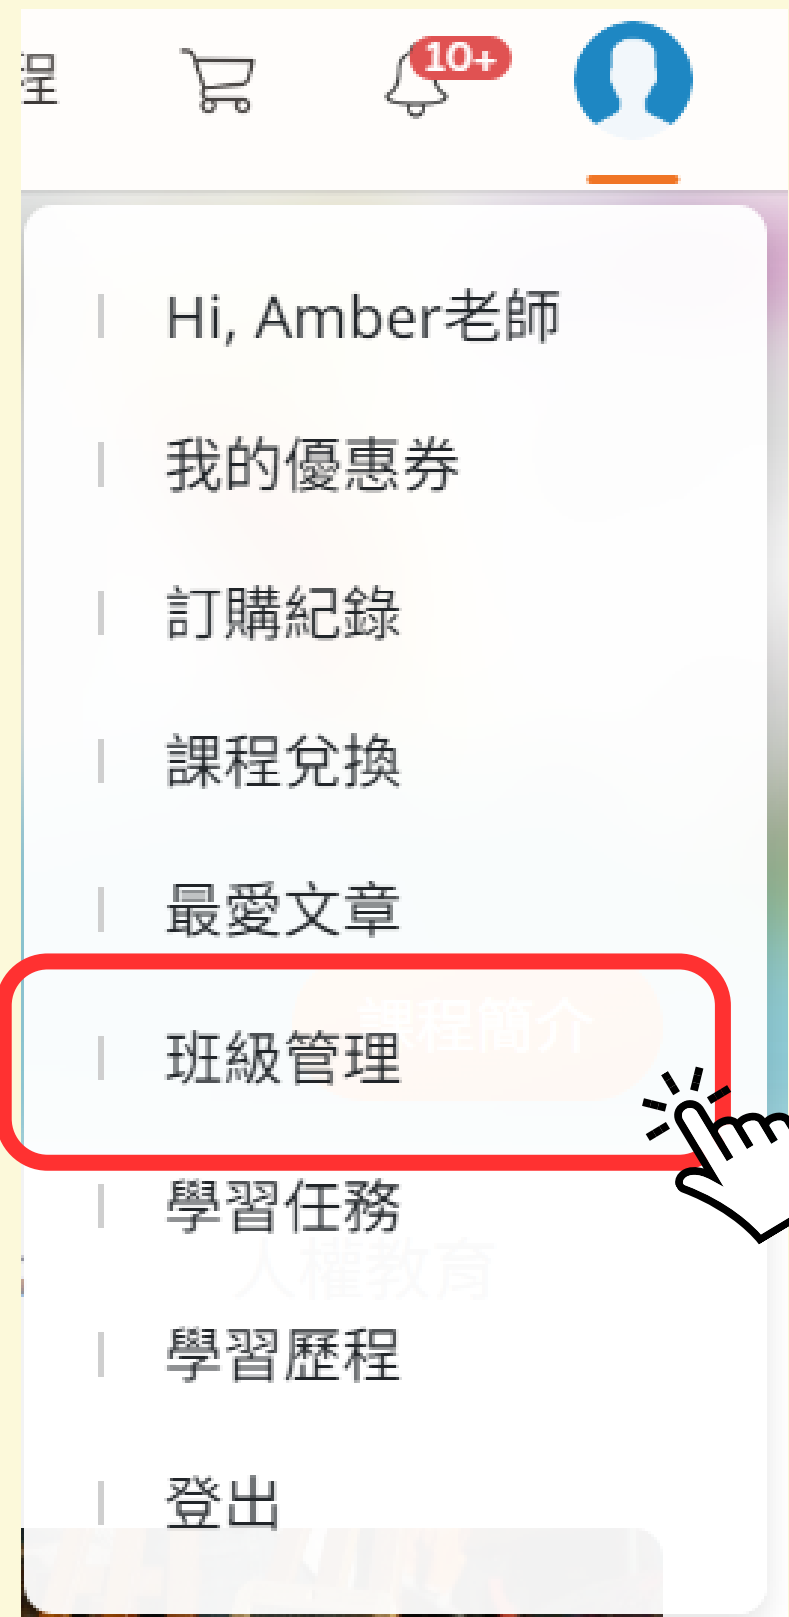 程
10+
Hi, Amber老師
我的優惠券
訂購紀錄
課程兌換
最愛文章
課程簡介
班級管理
學習任務
人權教育
學習歷程
登出